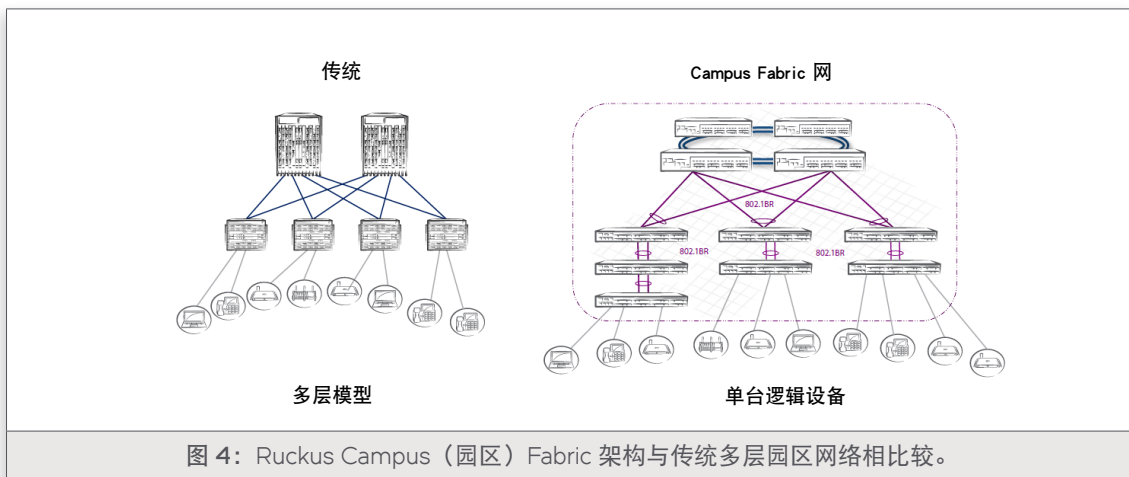 传统
Campus Fabric 网
802.1BR
802.1BR
802.1BR
多层模型
单台逻辑设备
图 4：Ruckus Campus（园区）Fabric 架构与传统多层园区网络相比较。